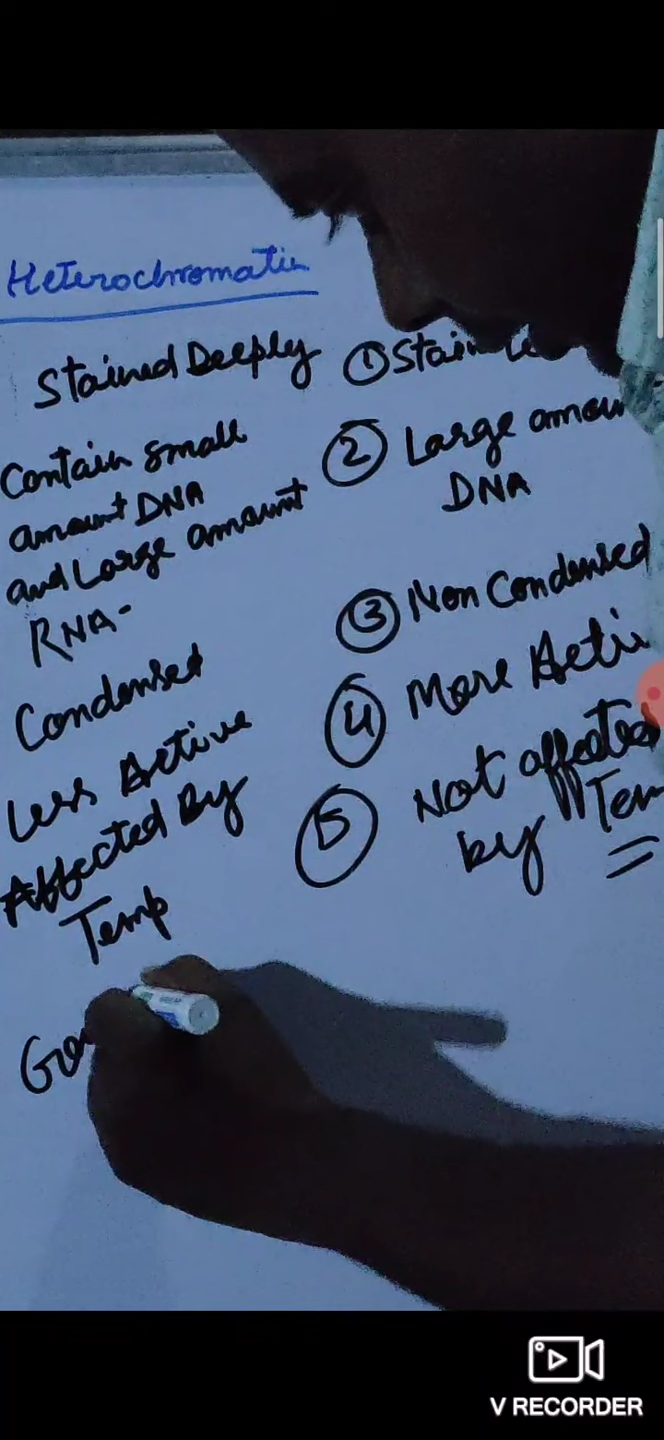 Heterochromatin
Stained Deeply
Contain small
amount DNA
and Large amount
RNA-
Condensed
Less Active
Affected By
Temp
① Stain
② Large amou
DNA
③ Non Condensed
④ More Acti
⑤ Not affected
by Tem
V RECORDER